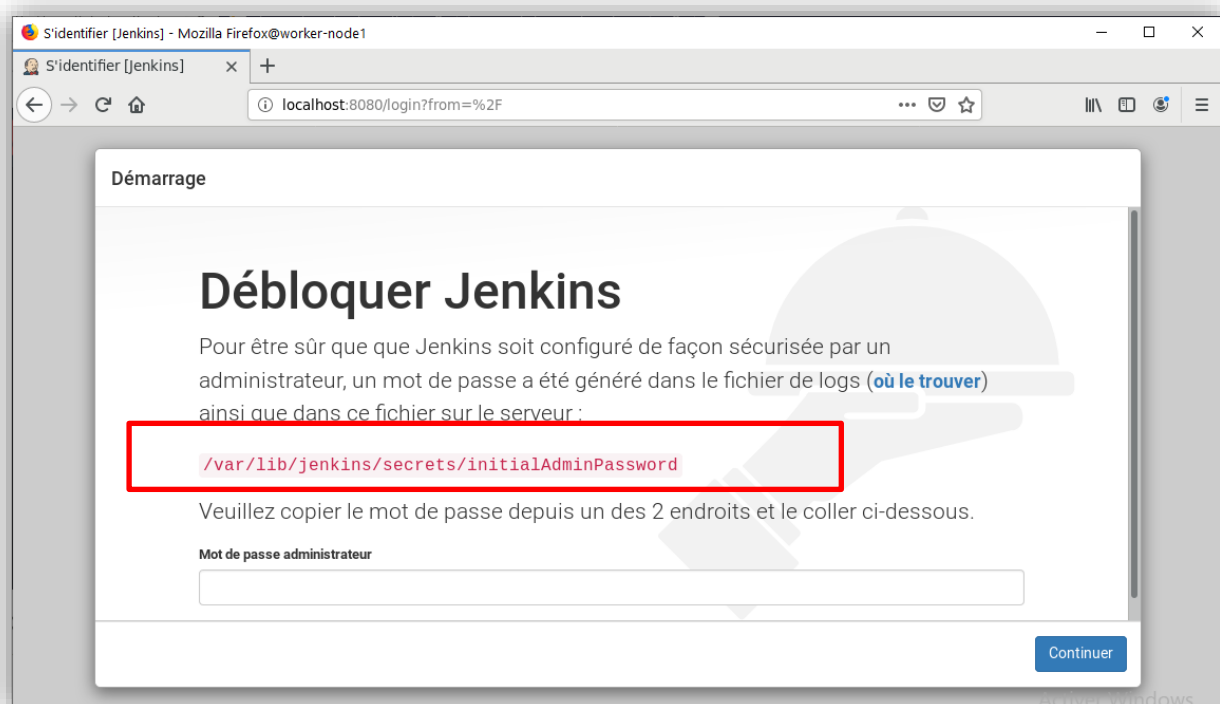 S'identifier [Jenkins] - Mozilla Firefox@worker-node1
S'identifier [Jenkins]
localhost:8080/login?from=%2F
Démarrage
Débloquer Jenkins
Pour être sûr que que Jenkins soit configuré de façon sécurisée par un
administrateur, un mot de passe a été généré dans le fichier de logs (où le trouver)
ainsi que dans ce fichier sur le serveur :
/var/lib/jenkins/secrets/initialAdminPassword
Veuillez copier le mot de passe depuis un des 2 endroits et le coller ci-dessous.
Mot de passe administrateur
Continuer
Activer Windows